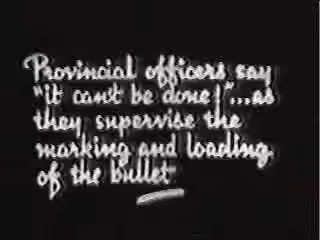 Provincial officers say
"it can't be done!"...as
they supervise the
marking and loading
of the bullet